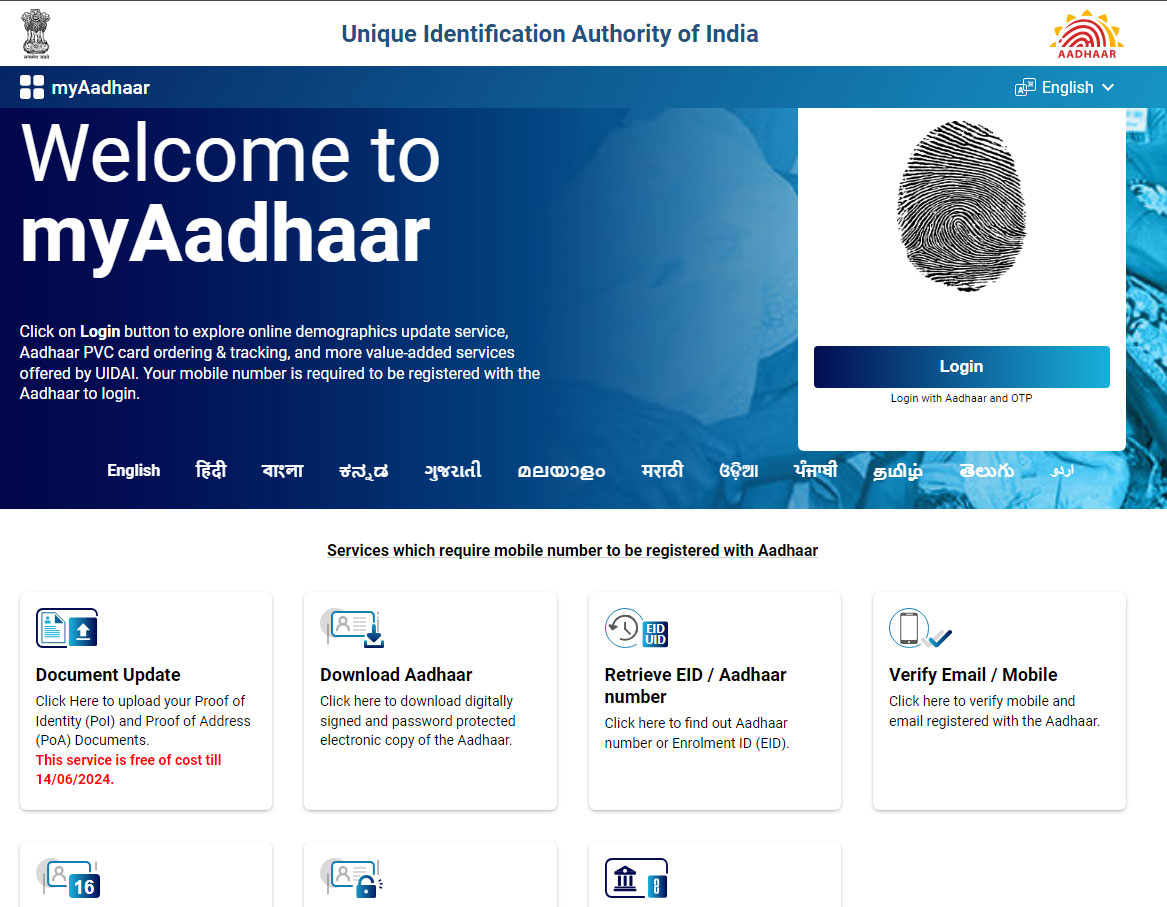 Unique Identification Authority of India
सत्यमेव जयते
AADHAAR
myAadhaar
English
Welcome to
myAadhaar
Click on Login button to explore online demographics update service,
Aadhaar PVC card ordering & tracking, and more value-added services
offered by UIDAI. Your mobile number is required to be registered with the
Aadhaar to login.
Login
Login with Aadhaar and OTP
English हिंदी বাংলা ಕನ್ನಡ ગુજરાતી മലയാളം मराठी ଓଡ଼ିଆ ਪੰਜਾਬੀ தமிழ் తెలుగు اردو
Services which require mobile number to be registered with Aadhaar
Document Update
Click Here to upload your Proof of
Identity (PoI) and Proof of Address
(PoA) Documents.
This service is free of cost till
14/06/2024.
Download Aadhaar
Click here to download digitally
signed and password protected
electronic copy of the Aadhaar.
EID
UID
Retrieve EID / Aadhaar
number
Click here to find out Aadhaar
number or Enrolment ID (EID).
Verify Email / Mobile
Click here to verify mobile and
email registered with the Aadhaar.
16
8